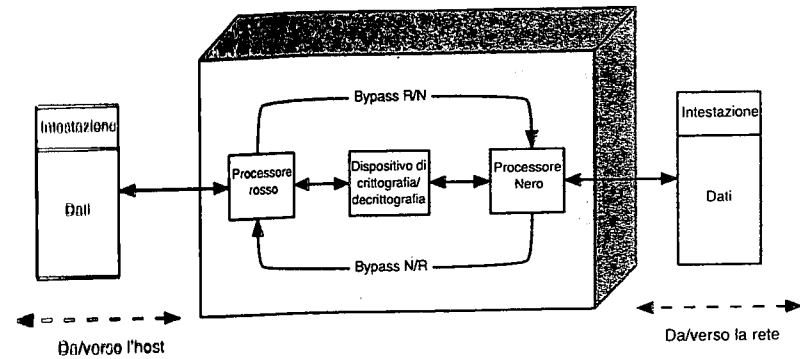 Bypass R/N
Intestazione
Dati
Processore
rosso
Dispositivo di
crittografia/
decrittografia
Processore
Nero
Intestazione
Dati
Bypass N/R
Da/verso l'host
Da/verso la rete